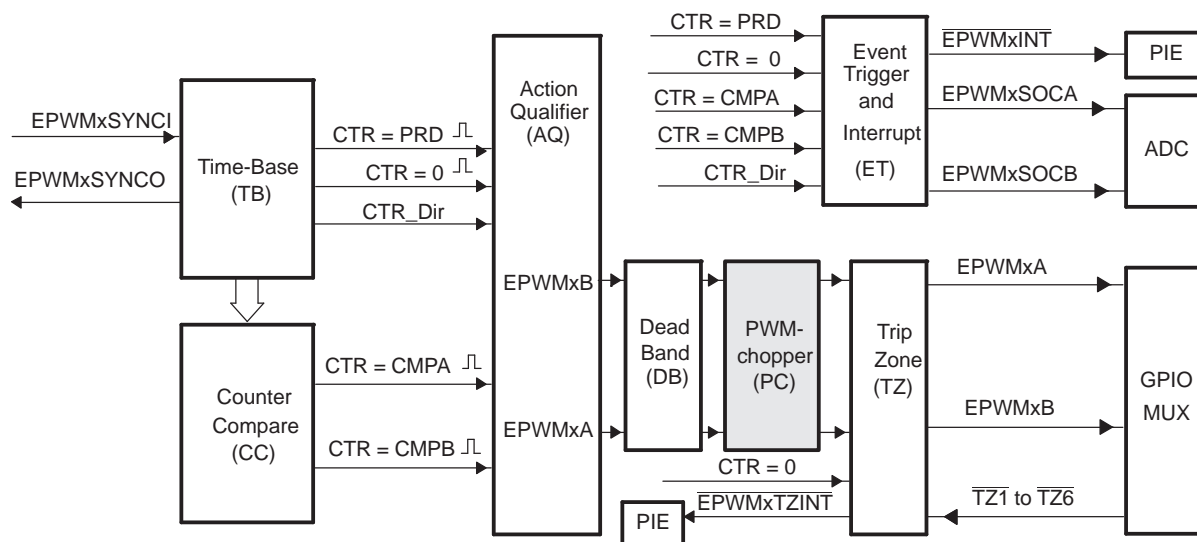 EPWMxSYNCI
EPWMxSYNCO
Time-Base
(TB)
CTR = PRD
CTR = 0
CTR_Dir
Counter
Compare
(CC)
CTR = CMPA
CTR = CMPB
Action
Qualifier
(AQ)
EPWMxB
EPWMxA
CTR = PRD
CTR = 0
CTR = CMPA
CTR = CMPB
CTR_Dir
Event
Trigger
and
Interrupt
(ET)
EPWMxINT
EPWMxSOCA
EPWMxSOCB
PIE
ADC
Dead
Band
(DB)
PWM-
chopper
(PC)
CTR = 0
EPWMxTZINT
PIE
Trip
Zone
(TZ)
EPWMxA
EPWMxB
TZ1 to TZ6
GPIO
MUX